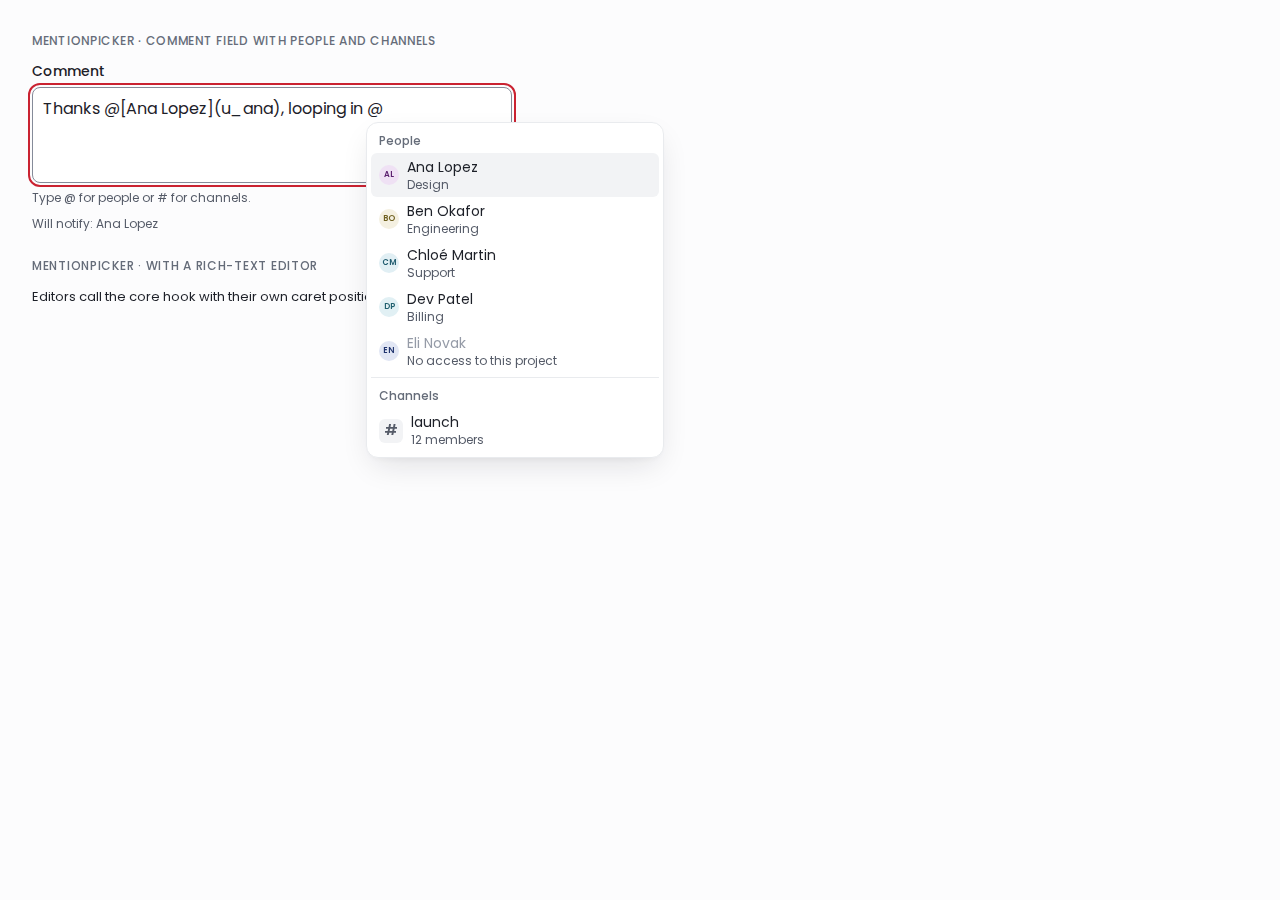 MENTIONPICKER · COMMENT FIELD WITH PEOPLE AND CHANNELS
Comment
Thanks @[Ana Lopez](u_ana), looping in @
Type @ for people or # for channels.
Will notify: Ana Lopez
MENTIONPICKER · WITH A RICH-TEXT EDITOR
Editors call the core hook with their own caret
People
AL
Ana Lopez
Design
BO
Ben Okafor
Engineering
CM
Chloé Martin
Support
DP
Dev Patel
Billing
EN
Eli Novak
No access to this project
Channels
#
launch
12 members